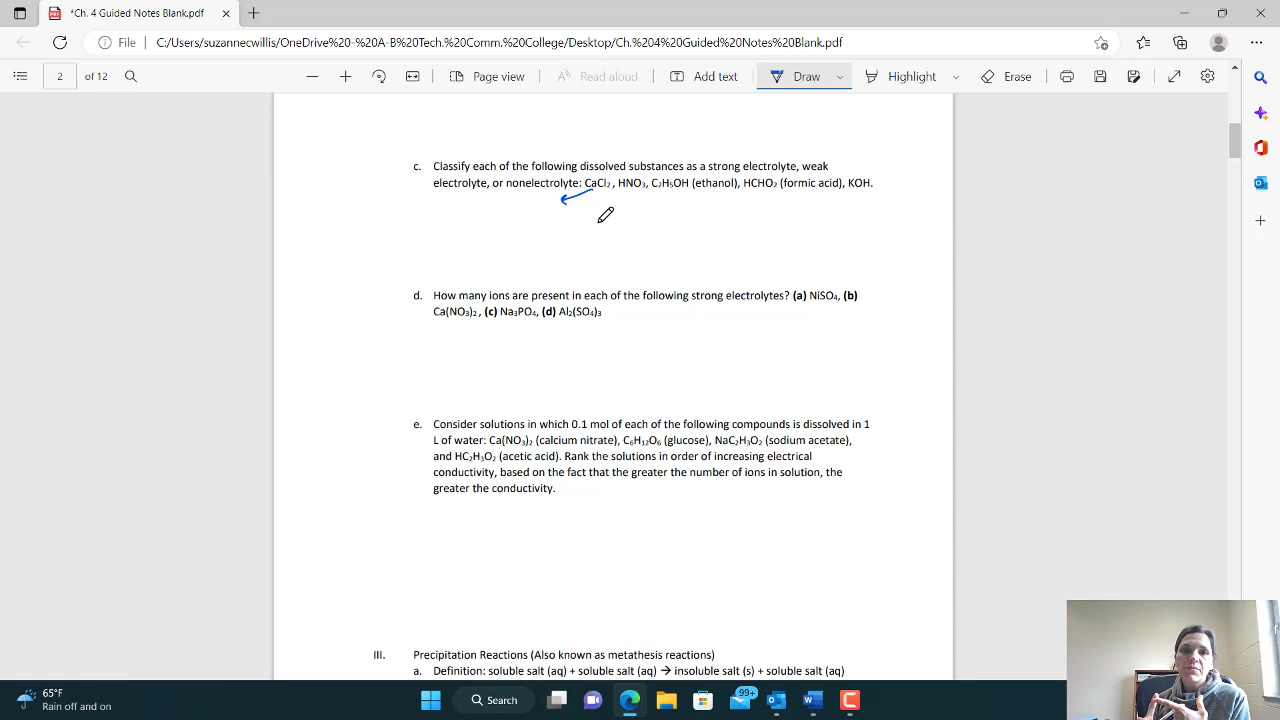 *Ch. 4 Guided Notes Blank.pdf
File C:/Users/suzannecwillis/OneDrive%20-%20A-B%20Tech.%20Comm.%20College/Desktop/Ch.%204%20Guided%20Notes%20Blank.pdf
2 of 12 Page view Read aloud Add text Draw Highlight Erase
c. Classify each of the following dissolved substances as a strong electrolyte, weak
electrolyte, or nonelectrolyte: CaCl₂ , HNO₃, C₂H₅OH (ethanol), HCHO₂ (formic acid), KOH.
d. How many ions are present in each of the following strong electrolytes? (a) NiSO₄, (b)
Ca(NO₃)₂ , (c) Na₃PO₄, (d) Al₂(SO₄)₃
e. Consider solutions in which 0.1 mol of each of the following compounds is dissolved in 1
L of water: Ca(NO₃)₂ (calcium nitrate), C₆H₁₂O₆ (glucose), NaC₂H₃O₂ (sodium acetate),
and HC₂H₃O₂ (acetic acid). Rank the solutions in order of increasing electrical
conductivity, based on the fact that the greater the number of ions in solution, the
greater the conductivity.
III. Precipitation Reactions (Also known as metathesis reactions)
a. Definition: soluble salt (aq) + soluble salt (aq) → insoluble salt (s) + soluble salt (aq)
65°F
Rain off and on
Search
99+